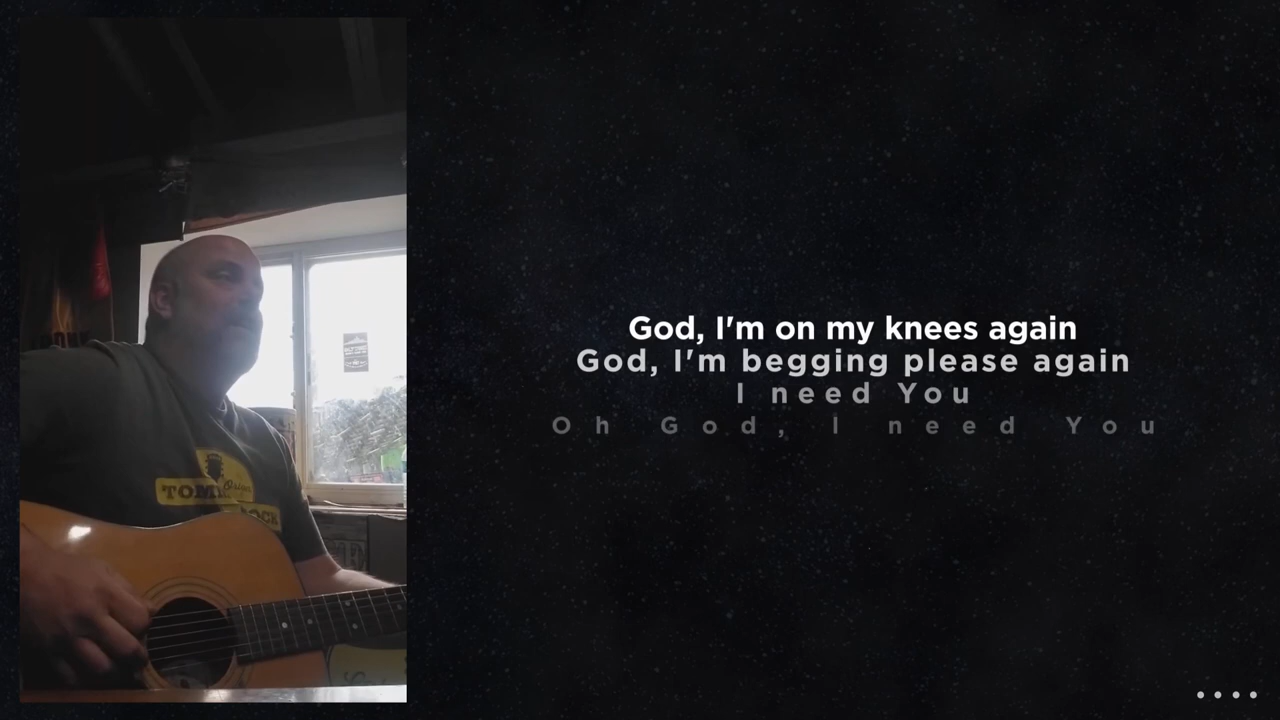 God, I'm on my knees again
God, I'm begging please again
I need You
Oh God, I need You